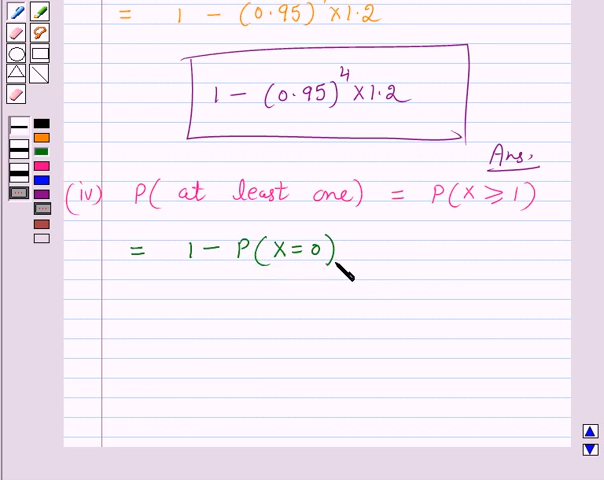 = 1 - (0.95)⁴ × 1.2
1 - (0.95)⁴ × 1.2
Ans.
(iv) P( at least one) = P(X ≥ 1)
= 1 - P(X = 0)